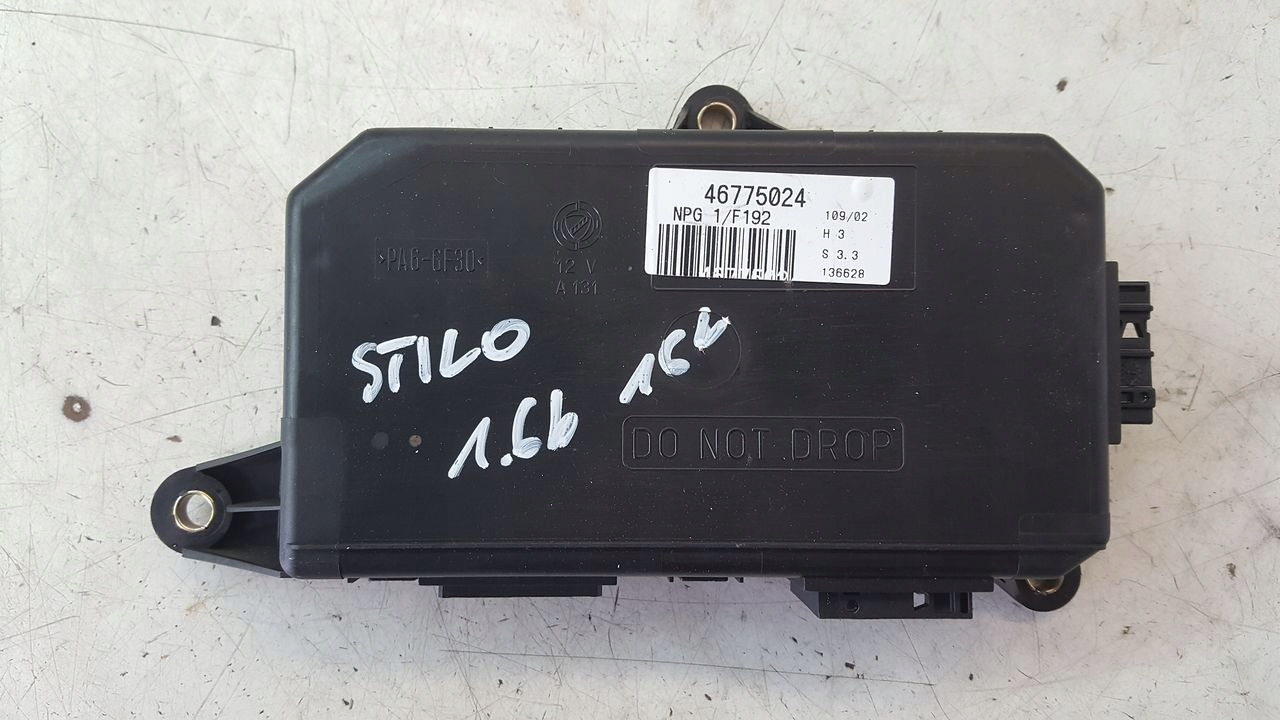 46775024
NPG 1/F192
109/02
H 3
S 3.3
136628
>PA6-GF30<
12 V
A 131
STILO
1.6b
16V
DO NOT DROP